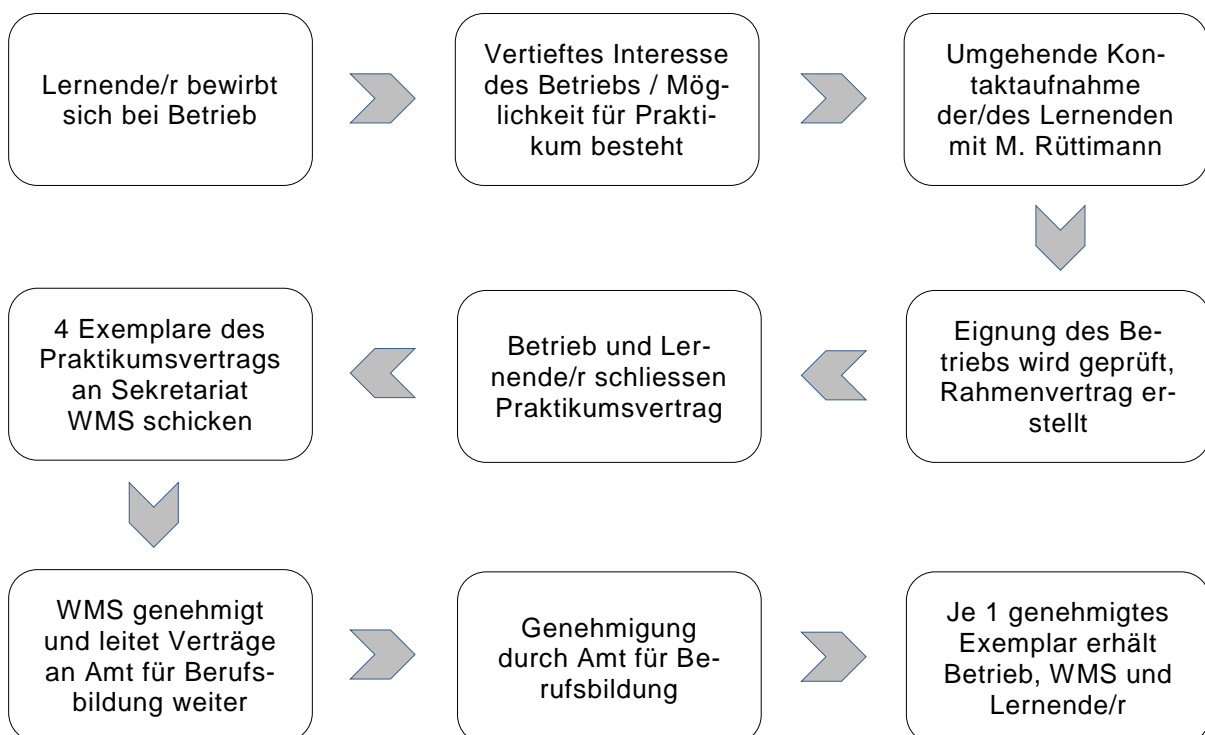 Lernende/r bewirbt
sich bei Betrieb
Vertieftes Interesse
des Betriebs / Mög-
lichkeit für Prakti-
kum besteht
Umgehende Kon-
taktaufnahme
der/des Lernenden
mit M. Rüttimann
Eignung des Be-
triebs wird geprüft,
Rahmenvertrag er-
stellt
Betrieb und Ler-
nende/r schliessen
Praktikumsvertrag
4 Exemplare des
Praktikumsvertrags
an Sekretariat
WMS schicken
WMS genehmigt
und leitet Verträge
an Amt für Berufs-
bildung weiter
Genehmigung
durch Amt für Be-
rufsbildung
Je 1 genehmigtes
Exemplar erhält
Betrieb, WMS und
Lernende/r